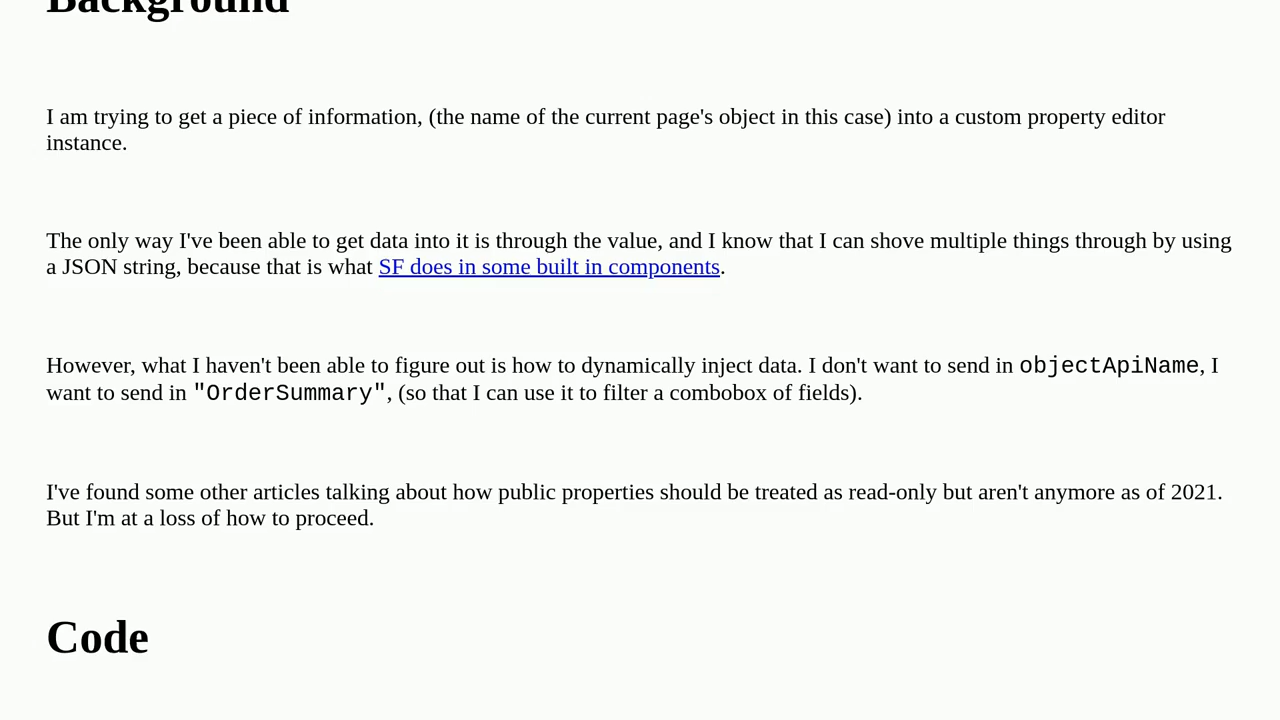 Background
I am trying to get a piece of information, (the name of the current page's object in this case) into a custom property editor
instance.
The only way I've been able to get data into it is through the value, and I know that I can shove multiple things through by using
a JSON string, because that is what SF does in some built in components.
However, what I haven't been able to figure out is how to dynamically inject data. I don't want to send in objectApiName, I
want to send in "OrderSummary", (so that I can use it to filter a combobox of fields).
I've found some other articles talking about how public properties should be treated as read-only but aren't anymore as of 2021.
But I'm at a loss of how to proceed.
Code